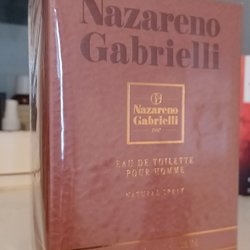 Nazareno
Gabrielli
Nazareno
Gabrielli
EAU DE TOILETTE
POUR HOMME
NATURAL SPRAY